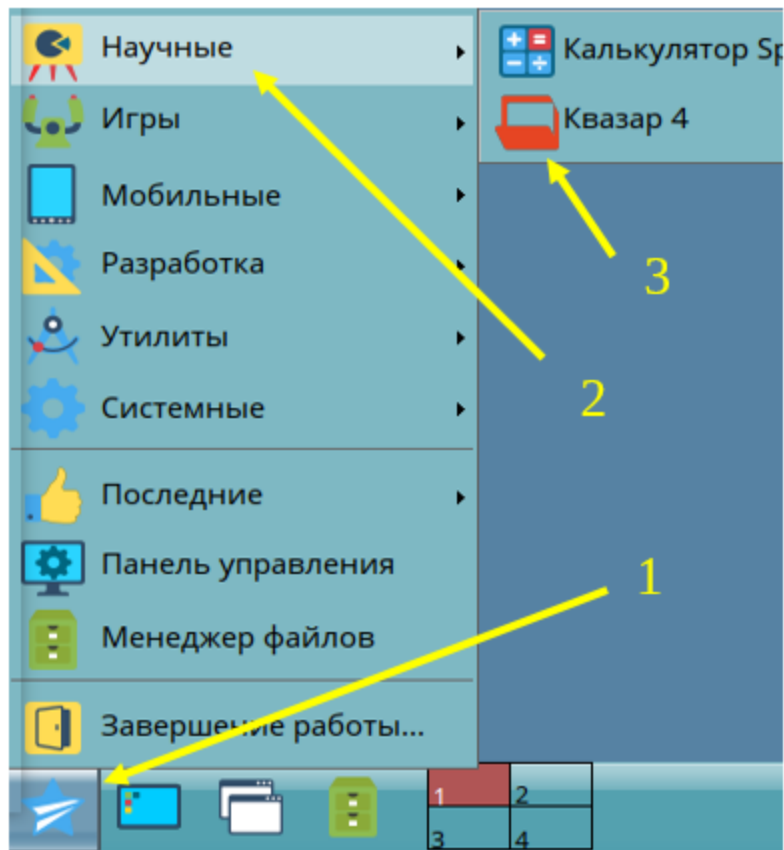 Научные
Калькулятор Sp
Игры
Квазар 4
Мобильные
Разработка
3
Утилиты
2
Системные
Последние
Панель управления
1
Менеджер файлов
Завершение работы...
1 2
3 4